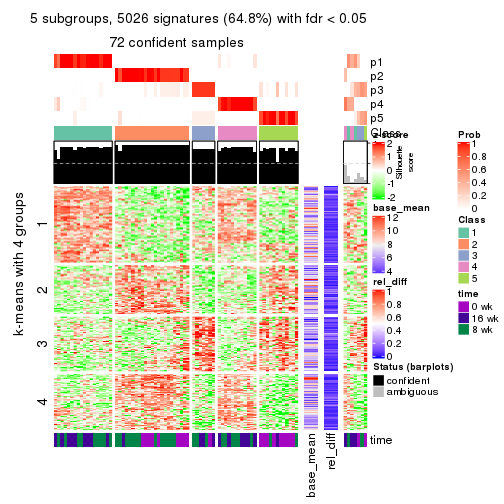 5 subgroups, 5026 signatures (64.8%) with fdr < 0.05
72 confident samples
p1
p2
p3
p4
p5
Class
z-score
2
1
0
-1
-2
Silhouette
score
k-means with 4 groups
1
2
3
4
base_mean
12
10
8
6
4
rel_diff
1
0.8
0.6
0.4
0.2
0
Status (barplots)
confident
ambiguous
Prob
1
0.8
0.6
0.4
0.2
0
Class
1
2
3
4
5
time
0 wk
16 wk
8 wk
time
base_mean
rel_diff